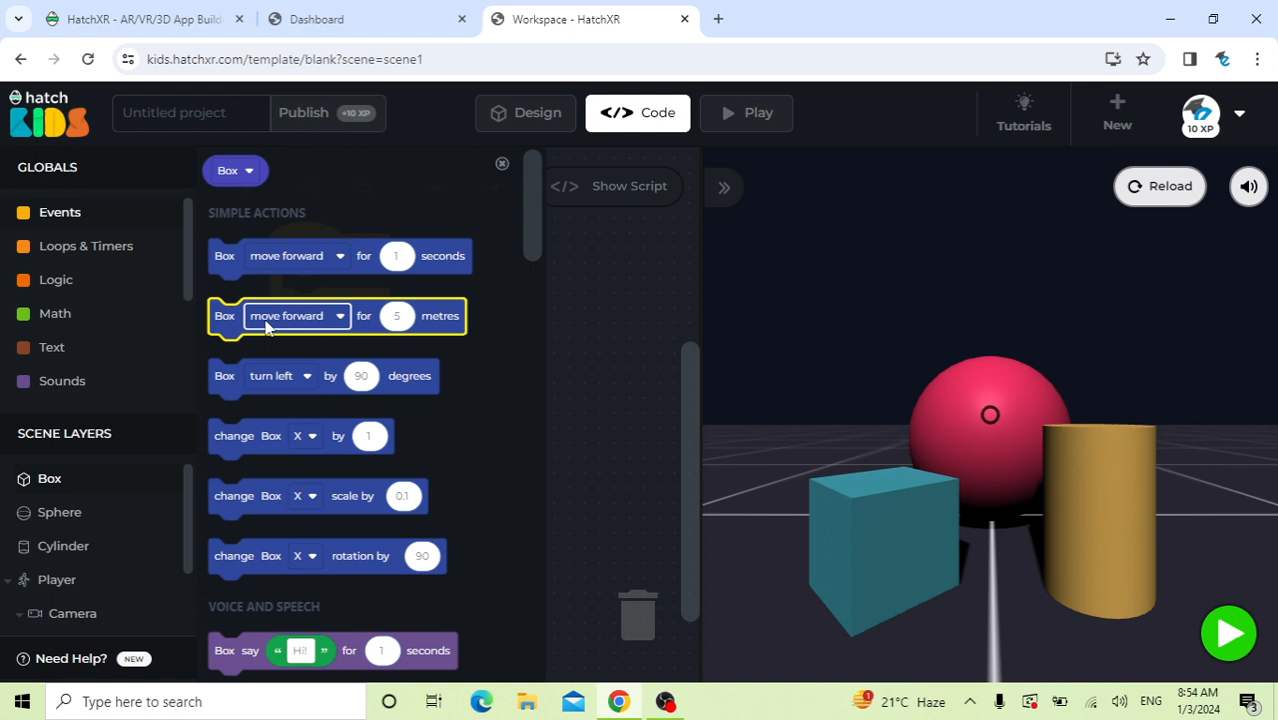 HatchXR - AR/VR/3D App Build
Dashboard
Workspace - HatchXR
kids.hatchxr.com/template/blank?scene=scene1
hatch
KIDS
Untitled project
Publish +10 XP
Design
</> Code
Play
Tutorials
New
10 XP
GLOBALS
Events
Loops & Timers
Logic
Math
Text
Sounds
SCENE LAYERS
Box
Sphere
Cylinder
Player
Camera
Need Help? NEW
Box
SIMPLE ACTIONS
Box move forward for 1 seconds
Box move forward for 5 metres
Box turn left by 90 degrees
change Box X by 1
change Box X scale by 0.1
change Box X rotation by 90
VOICE AND SPEECH
Box say “ Hi! ” for 1 seconds
</> Show Script
Reload
Type here to search
1
21°C Haze
ENG
8:54 AM
1/3/2024
3